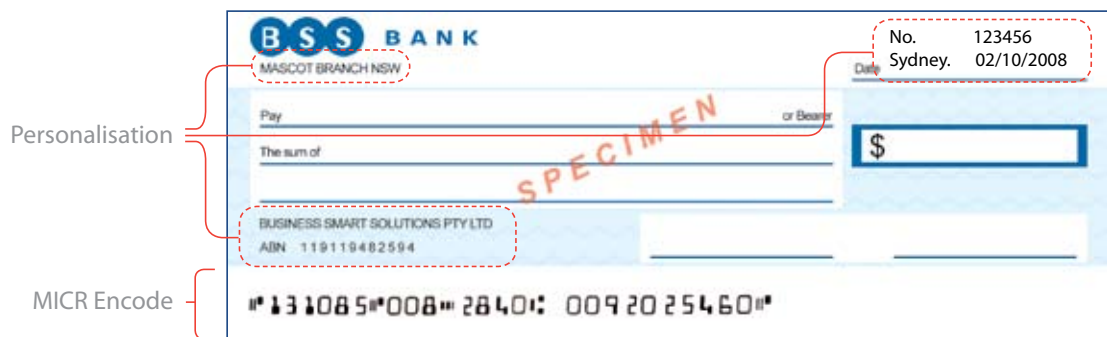 BSS BANK
MASCOT BRANCH NSW
No. 123456
Sydney. 02/10/2008
Date
Personalisation
Pay or Bearer
The sum of
$
SPECIMEN
BUSINESS SMART SOLUTIONS PTY LTD
ABN 119119482594
MICR Encode
⑈131085⑈008⑉2840⑆ 0092025460⑈